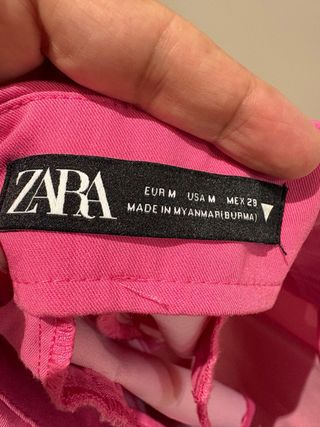 ZARA
EUR M USA M MEX 28
MADE IN MYANMAR(BURMA)